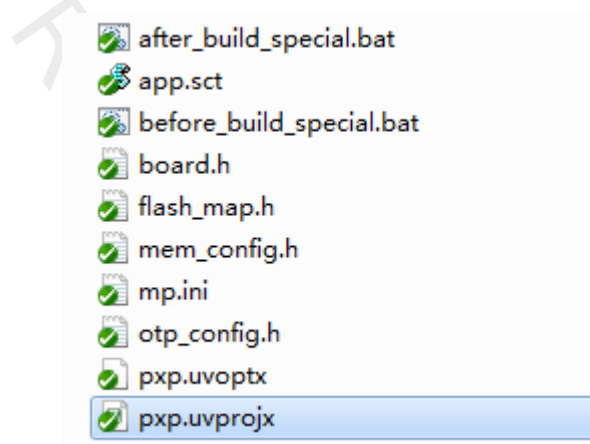 after_build_special.bat
app.sct
before_build_special.bat
board.h
flash_map.h
mem_config.h
mp.ini
otp_config.h
pxp.uvoptx
pxp.uvprojx